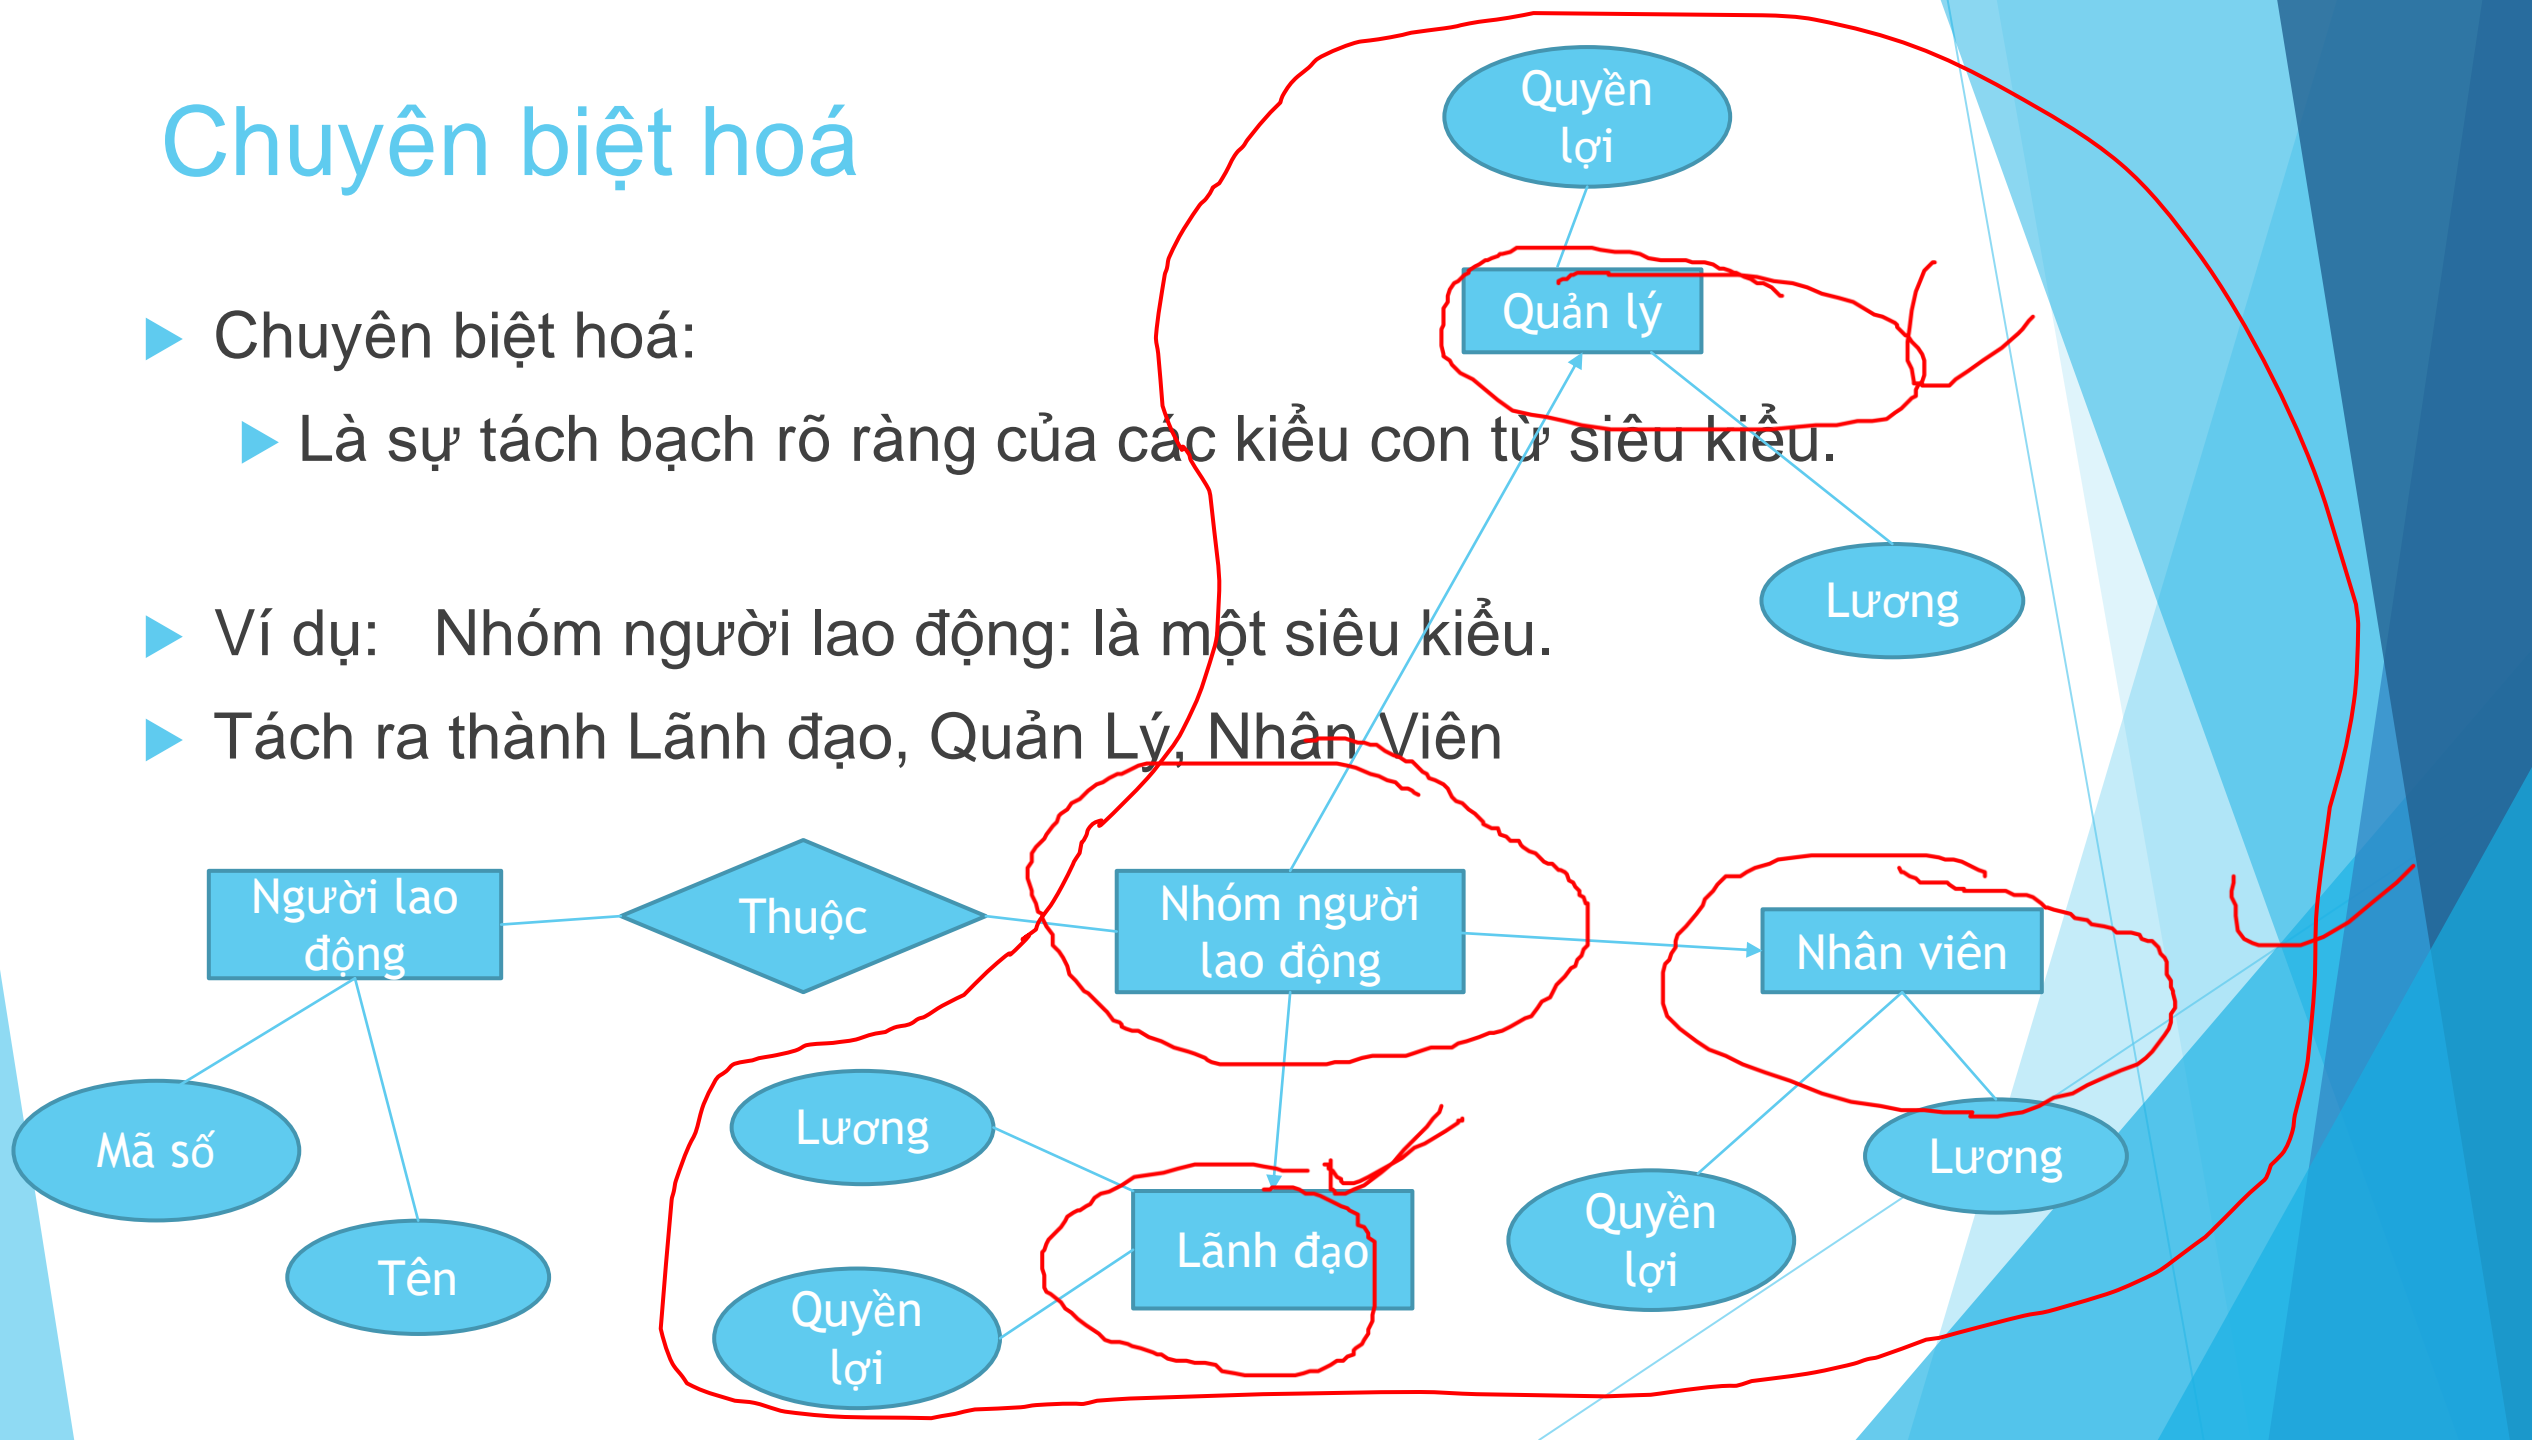 Chuyên biệt hoá
Quyền
lợi
Quản lý
Chuyên biệt hoá:
Là sự tách bạch rõ ràng của các kiểu con từ siêu kiểu.
Lương
Ví dụ: Nhóm người lao động: là một siêu kiểu.
Tách ra thành Lãnh đạo, Quản Lý, Nhân Viên
Người lao
động
Thuộc
Nhóm người
lao động
Nhân viên
Mã số
Lương
Lương
Tên
Quyền
lợi
Lãnh đạo
Quyền
lợi